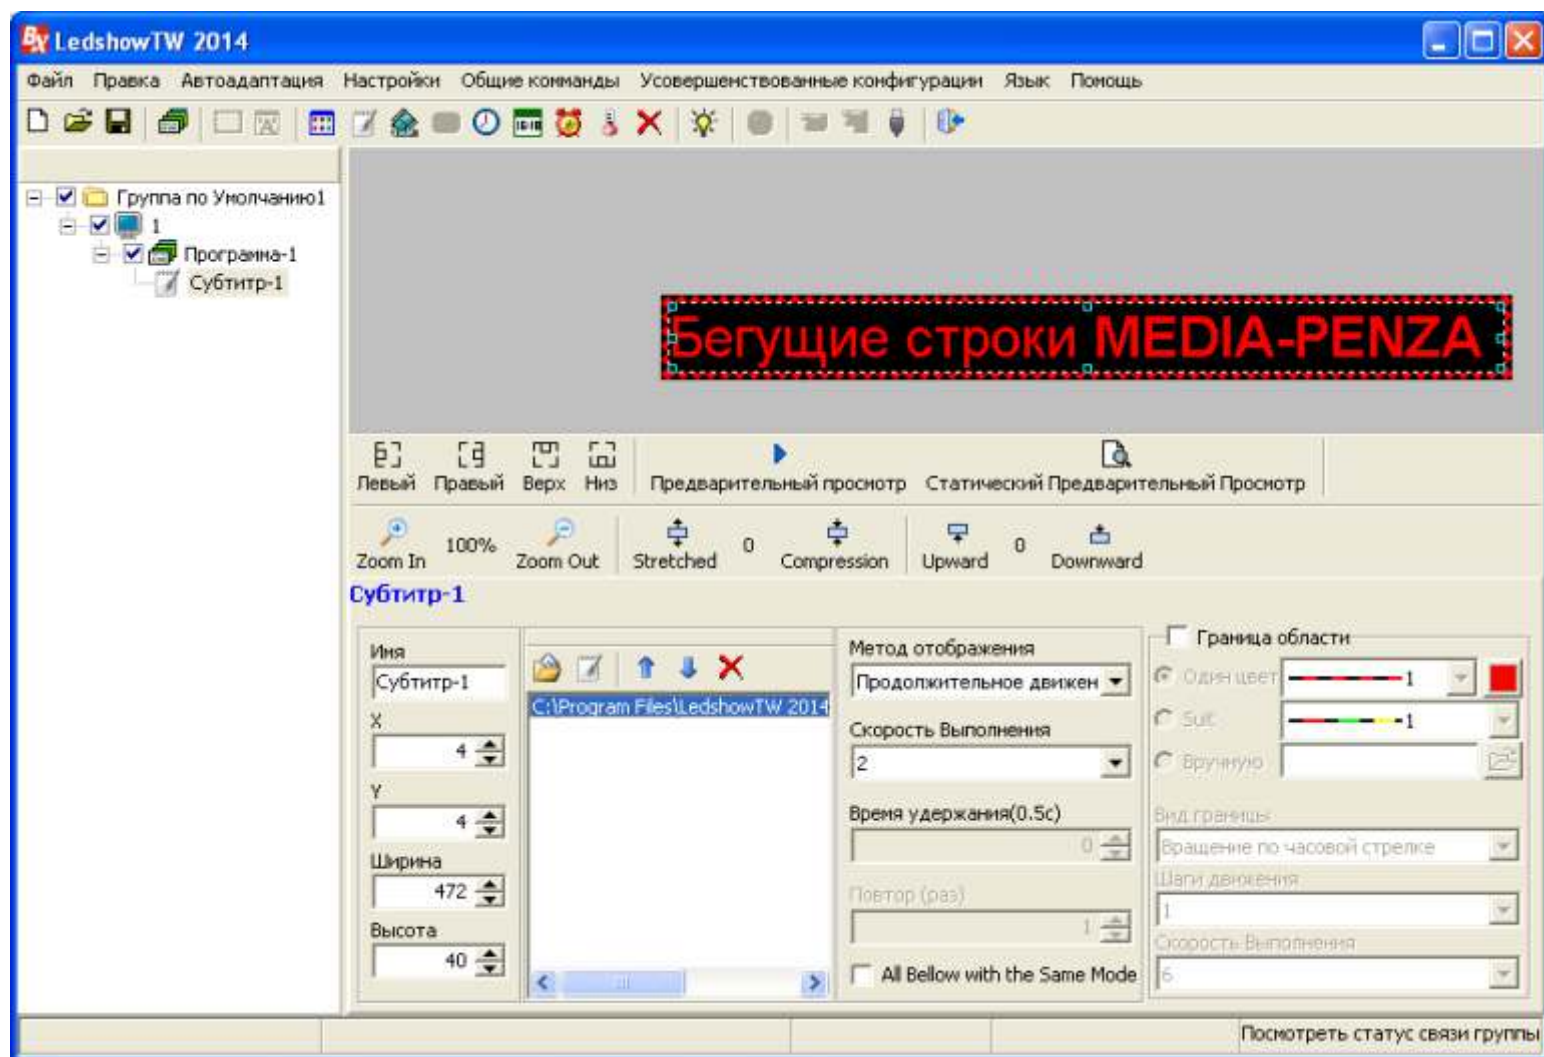 LedshowTW 2014
Файл Правка Автоадаптация Настройки Общие комманды Усовершенствованные конфигурации Язык Помощь
Группа по Умолчанию1
1
Программа-1
Субтитр-1
Бегущие строки MEDIA-PENZA
Левый Правый Верх Низ Предварительный просмотр Статический Предварительный Просмотр
Zoom In 100% Zoom Out Stretched 0 Compression Upward 0 Downward
Субтитр-1
Имя
Субтитр-1
X
4
Y
4
Ширина
472
Высота
40
C:\Program Files\LedshowTW 2014
Метод отображения
Продолжительное движен
Скорость Выполнения
2
Время удержания(0.5с)
0
Повтор (раз)
1
All Bellow with the Same Mode
Граница области
Один цвет 1
Suit 1
Вручную
Вид границы
Вращение по часовой стрелке
Шаги движения
1
Скорость Выполнения
6
Посмотреть статус связи группы